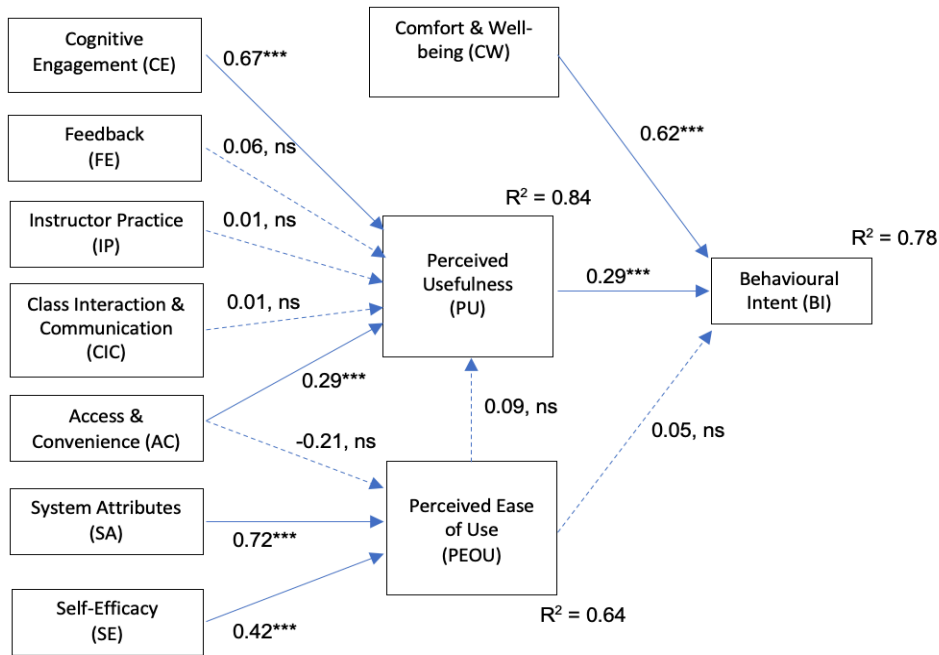 Cognitive
Engagement (CE)
0.67***
Comfort & Well-
being (CW)
0.62***
Feedback
(FE)
0.06, ns
Instructor Practice
(IP)
0.01, ns
R² = 0.84
Perceived
Usefulness
(PU)
0.29***
R² = 0.78
Behavioural
Intent (BI)
Class Interaction &
Communication
(CIC)
0.01, ns
0.29***
Access &
Convenience (AC)
-0.21, ns
0.09, ns
0.05, ns
System Attributes
(SA)
0.72***
Perceived Ease
of Use
(PEOU)
R² = 0.64
Self-Efficacy
(SE)
0.42***